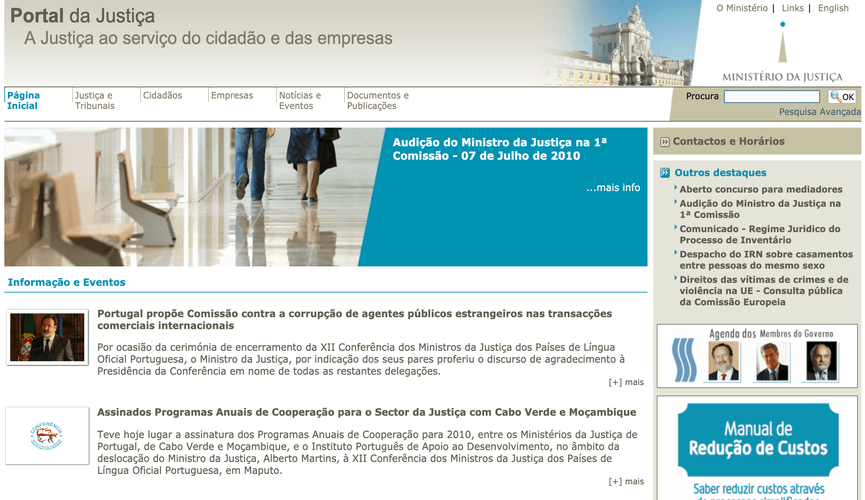 Portal da Justiça
A Justiça ao serviço do cidadão e das empresas
O Ministério | Links | English
MINISTÉRIO DA JUSTIÇA
Página
Inicial
Justiça e
Tribunais
Cidadãos
Empresas
Notícias e
Eventos
Documentos e
Publicações
Procura
OK
Pesquisa Avançada
Audição do Ministro da Justiça na 1ª
Comissão - 07 de Julho de 2010
...mais info
Informação e Eventos
Portugal propõe Comissão contra a corrupção de agentes públicos estrangeiros nas transacções
comerciais internacionais
Por ocasião da cerimónia de encerramento da XII Conferência dos Ministros da Justiça dos Países de Língua
Oficial Portuguesa, o Ministro da Justiça, por indicação dos seus pares proferiu o discurso de agradecimento à
Presidência da Conferência em nome de todas as restantes delegações.
[+] mais
Assinados Programas Anuais de Cooperação para o Sector da Justiça com Cabo Verde e Moçambique
Teve hoje lugar a assinatura dos Programas Anuais de Cooperação para 2010, entre os Ministérios da Justiça de
Portugal, de Cabo Verde e Moçambique, e o Instituto Português de Apoio ao Desenvolvimento, no âmbito da
deslocação do Ministro da Justiça, Alberto Martins, à XII Conferência dos Ministros da Justiça dos Países de
Língua Oficial Portuguesa, em Maputo.
[+] mais
Contactos e Horários
Outros destaques
Aberto concurso para mediadores
Audição do Ministro da Justiça na
1ª Comissão
Comunicado - Regime Juridico do
Processo de Inventário
Despacho do IRN sobre casamentos
entre pessoas do mesmo sexo
Direitos das vítimas de crimes e de
violência na UE - Consulta pública
da Comissão Europeia
Agenda dos Membros do Governo
Manual de
Redução de Custos
Saber reduzir custos através